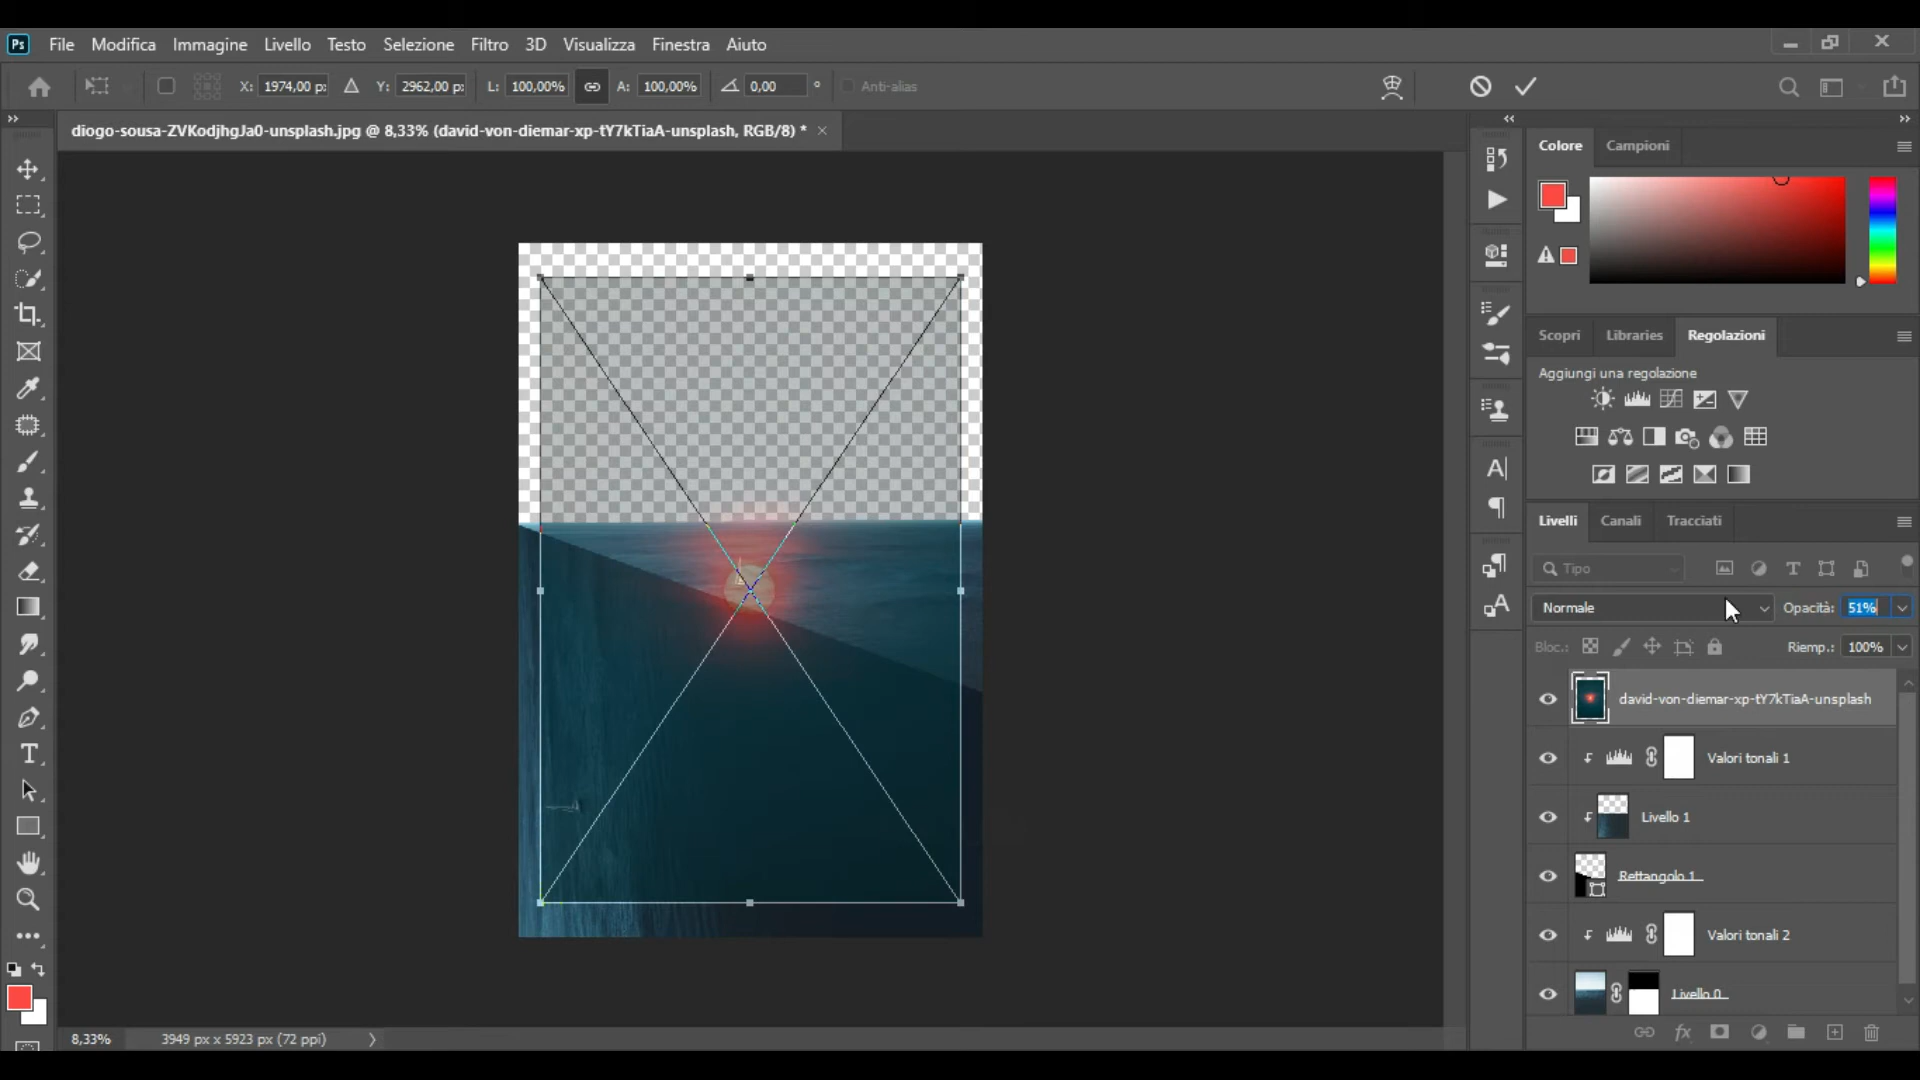 Ps File Modifica Immagine Livello Testo Selezione Filtro 3D Visualizza Finestra Aiuto
X: 1974,00 p: Y: 2962,00 p: L: 100,00% A: 100,00% 0,00 ° Anti-alias
diogo-sousa-ZVKodjhgJa0-unsplash.jpg @ 8,33% (david-von-diemar-xp-tY7kTiaA-unsplash, RGB/8) *
Colore Campioni
Scopri Libraries Regolazioni
Aggiungi una regolazione
Livelli Canali Tracciati
Tipo
Normale Opacità: 51%
Bloc.: Riemp.: 100%
david-von-diemar-xp-tY7kTiaA-unsplash
Valori tonali 1
Livello 1
Rettangolo 1
Valori tonali 2
Livello 0
8,33% 3949 px x 5923 px (72 ppi)